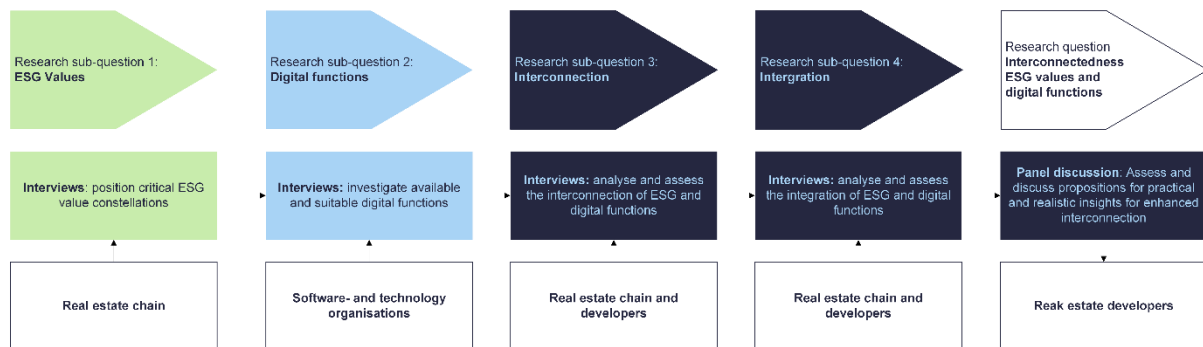 Research sub-question 1:
ESG Values
Research sub-question 2:
Digital functions
Research sub-question 3:
Interconnection
Research sub-question 4:
Intergration
Research question
Interconnectedness
ESG values and
digital functions
Interviews: position critical ESG
value constellations
Interviews: investigate available
and suitable digital functions
Interviews: analyse and assess
the interconnection of ESG and
digital functions
Interviews: analyse and assess
the integration of ESG and digital
functions
Panel discussion: Assess and
discuss propositions for practical
and realistic insights for enhanced
interconnection
Real estate chain
Software- and technology
organisations
Real estate chain and
developers
Real estate chain and
developers
Reak estate developers